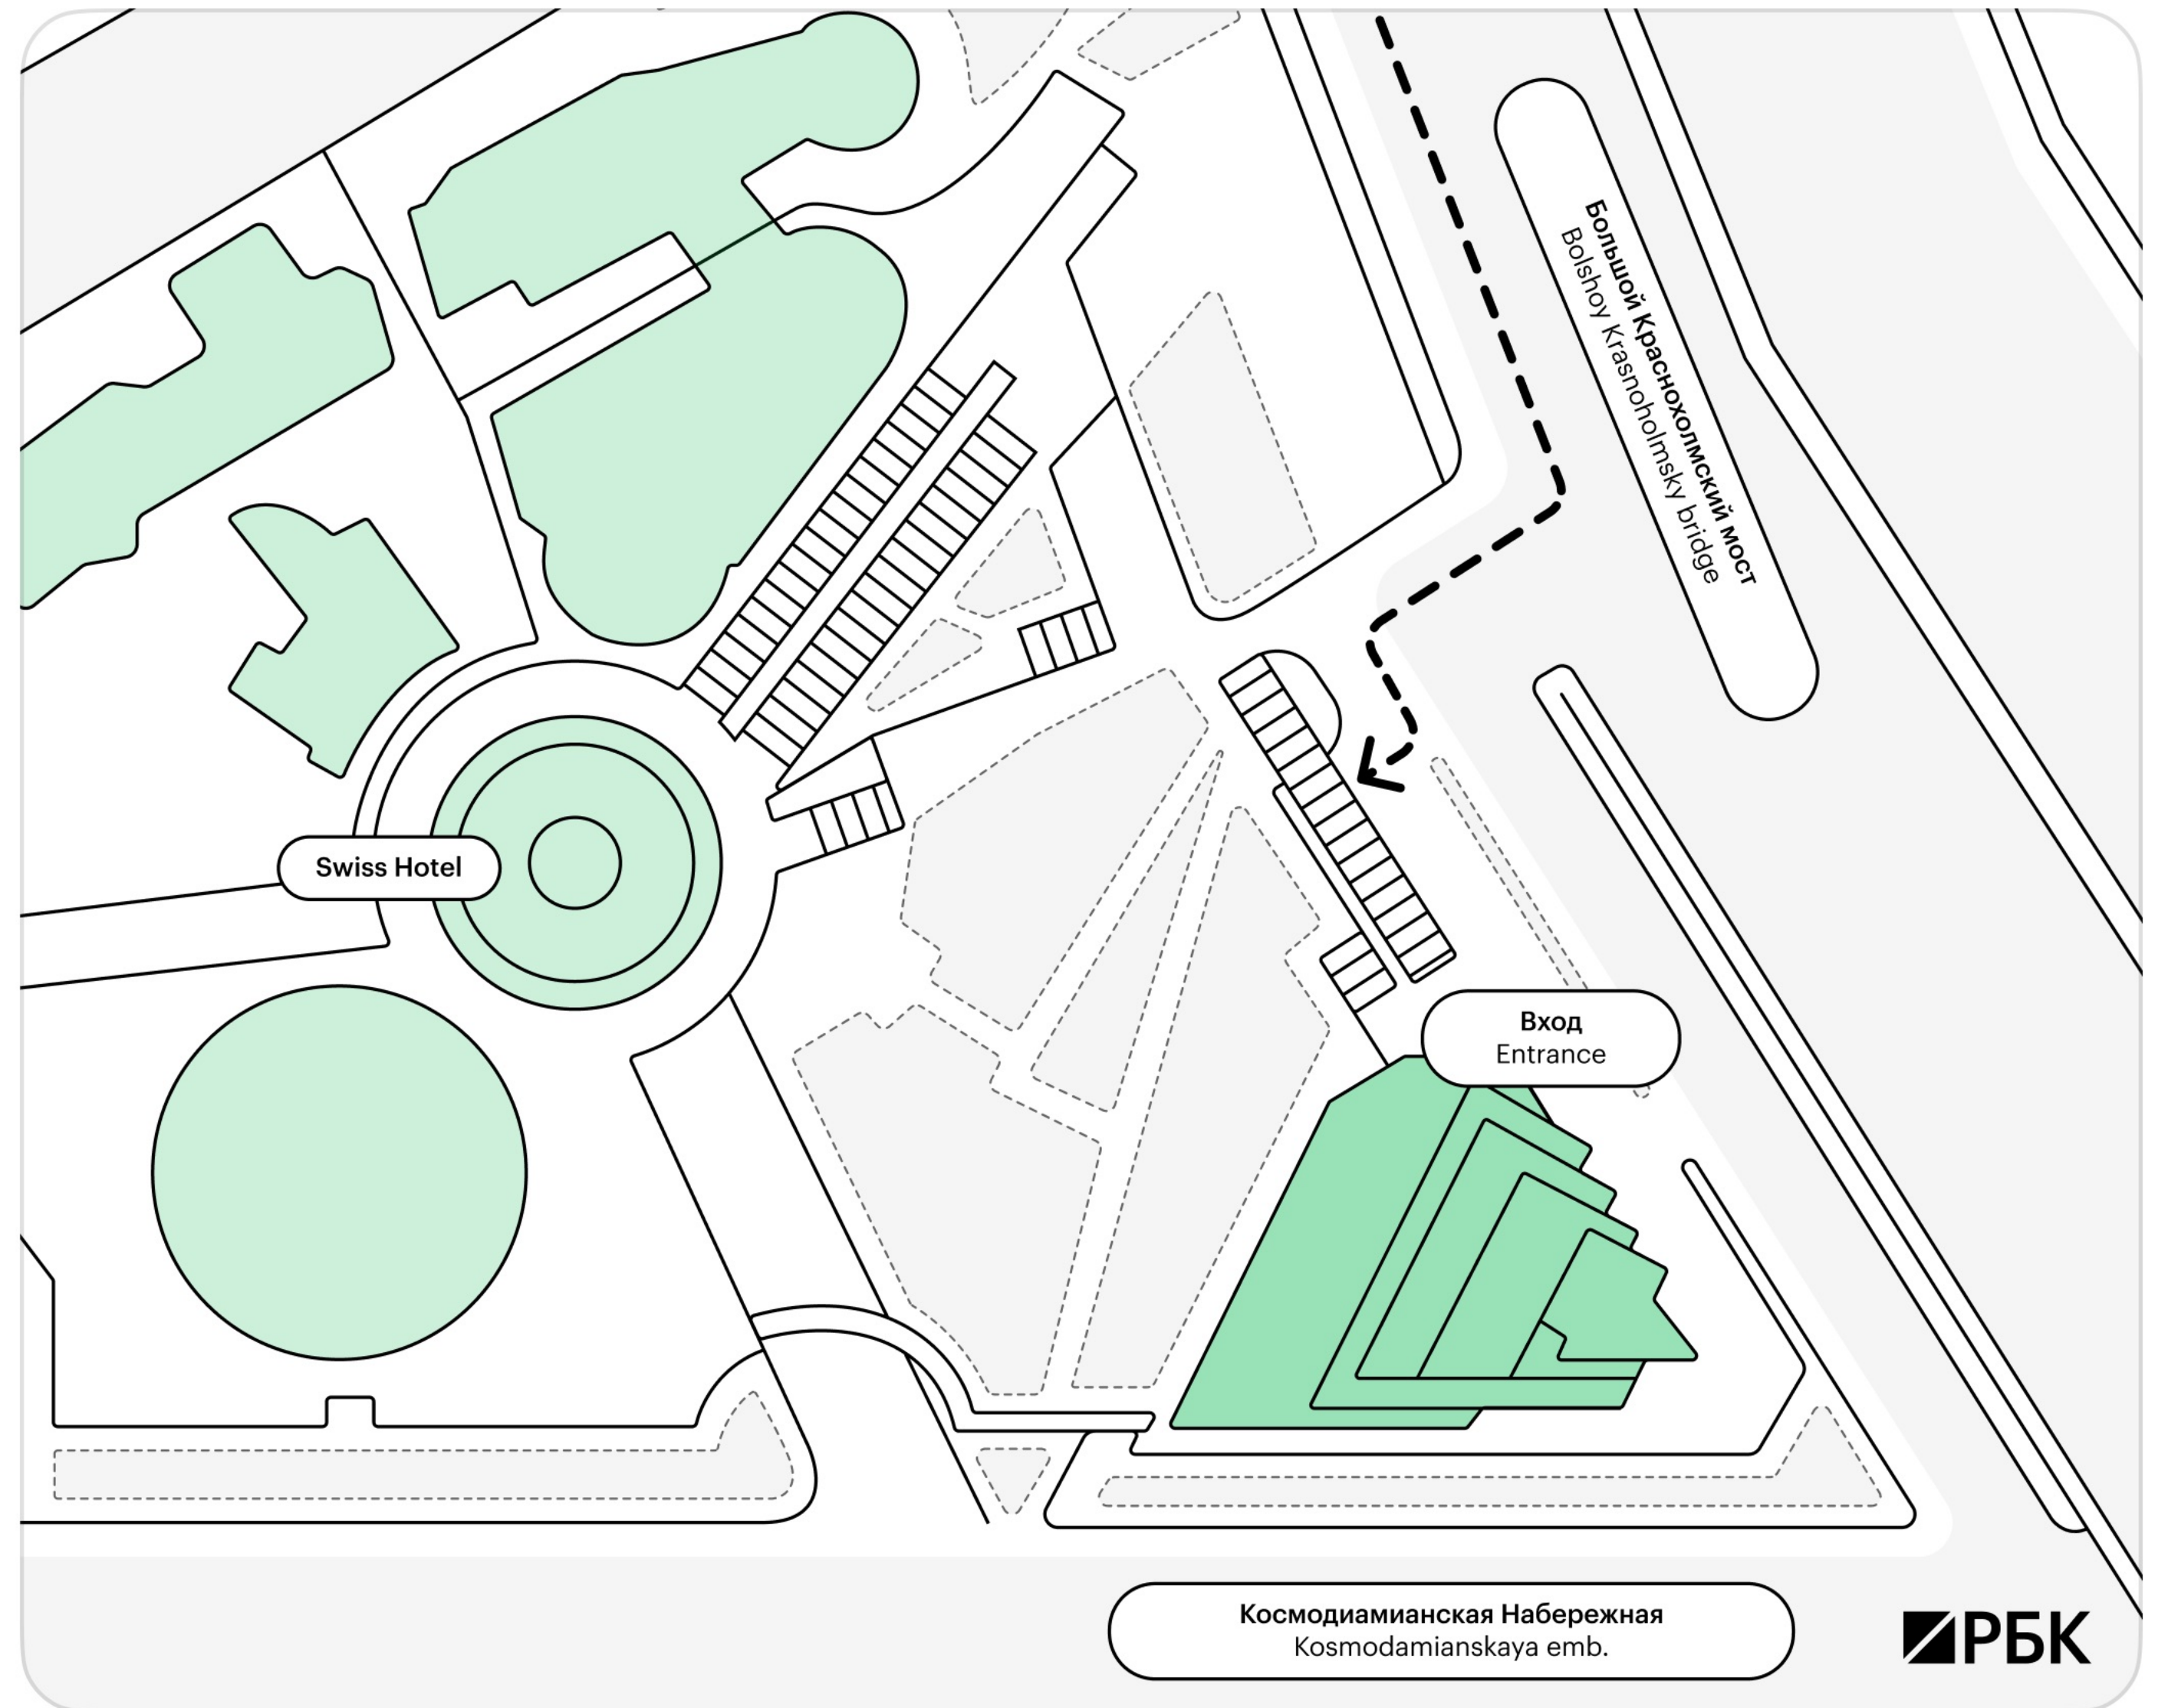 Большой Краснохолмский мост
Bolshoy Krasnoholmsky bridge
Swiss Hotel
Вход
Entrance
Космодиамианская Набережная
Kosmodamianskaya emb.
РБК